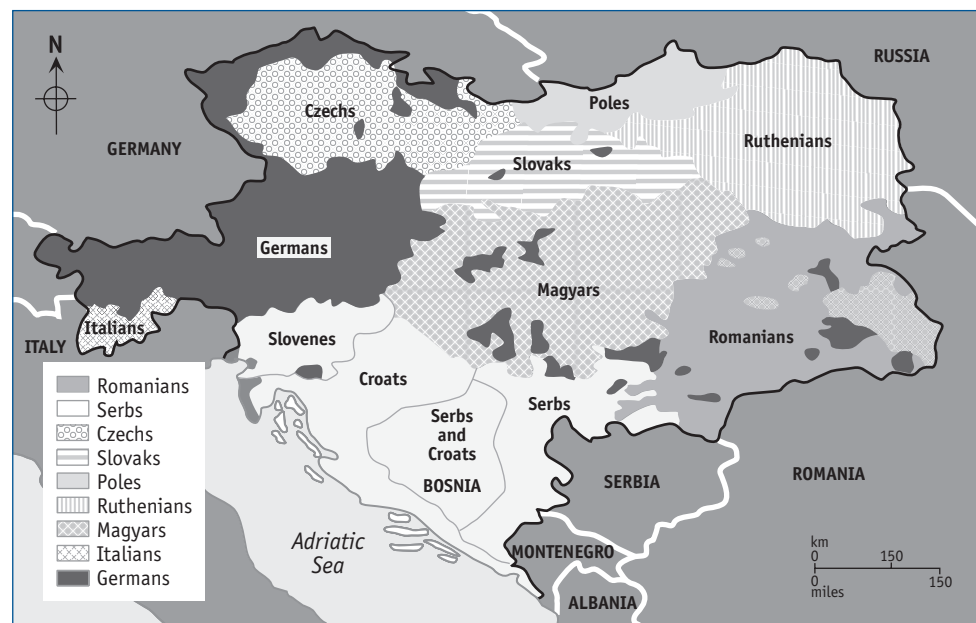 N
RUSSIA
Poles
Czechs
Ruthenians
GERMANY
Slovaks
Germans
Magyars
Italians
Slovenes
Romanians
ITALY
Croats
Serbs
Serbs
and
Croats
BOSNIA
SERBIA
ROMANIA
Adriatic
Sea
MONTENEGRO
ALBANIA
Romanians
Serbs
Czechs
Slovaks
Poles
Ruthenians
Magyars
Italians
Germans
km
0 150
0 150
miles